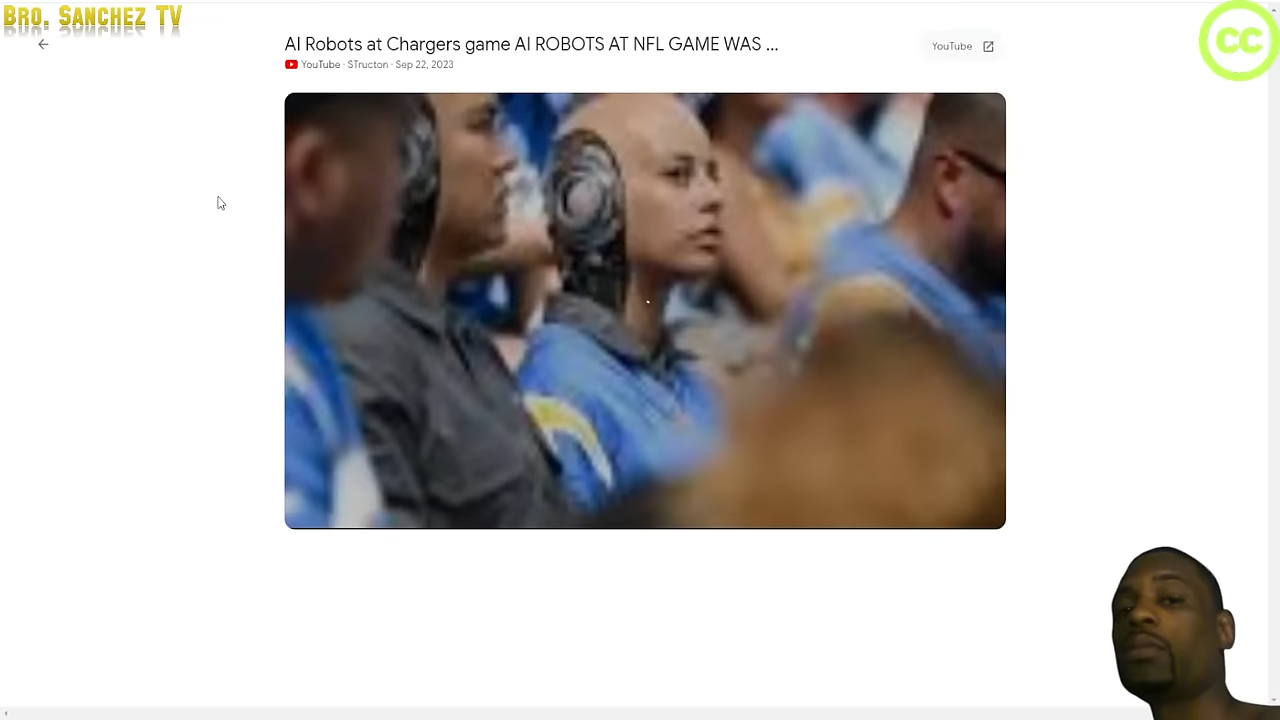 Bro. Sanchez TV
AI Robots at Chargers game AI ROBOTS AT NFL GAME WAS ...
YouTube · STructon · Sep 22, 2023
YouTube
CC